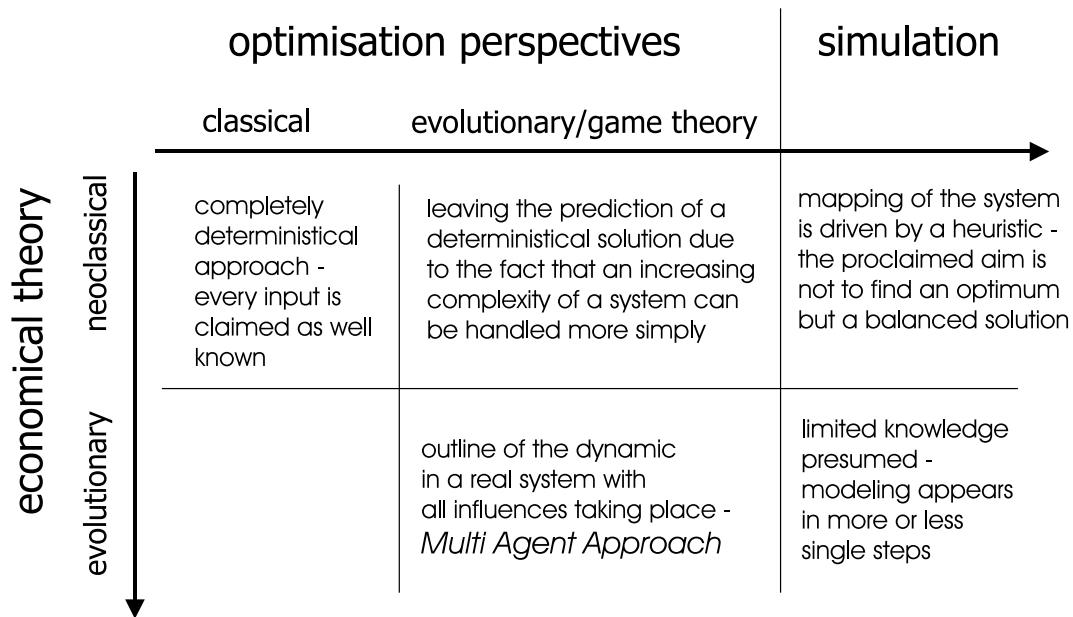 optimisation perspectives
simulation
classical
evolutionary/game theory
economical theory
neoclassical
completely
deterministical
approach -
every input is
claimed as well
known
leaving the prediction of a
deterministical solution due
to the fact that an increasing
complexity of a system can
be handled more simply
mapping of the system
is driven by a heuristic -
the proclaimed aim is
not to find an optimum
but a balanced solution
evolutionary
outline of the dynamic
in a real system with
all influences taking place -
Multi Agent Approach
limited knowledge
presumed -
modeling appears
in more or less
single steps